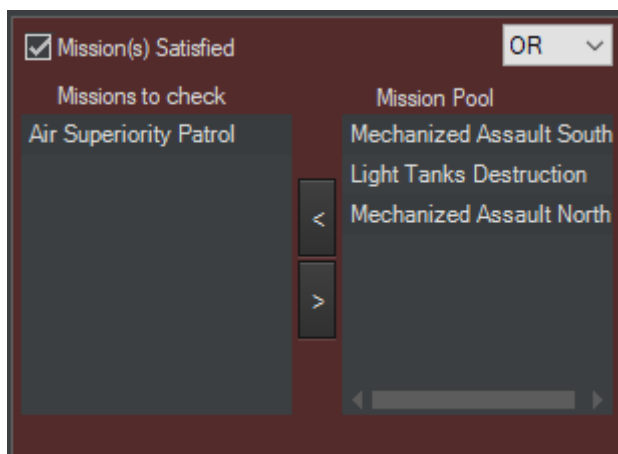 Mission(s) Satisfied
OR
Missions to check
Mission Pool
Air Superiority Patrol
Mechanized Assault South
Light Tanks Destruction
Mechanized Assault North
<
>